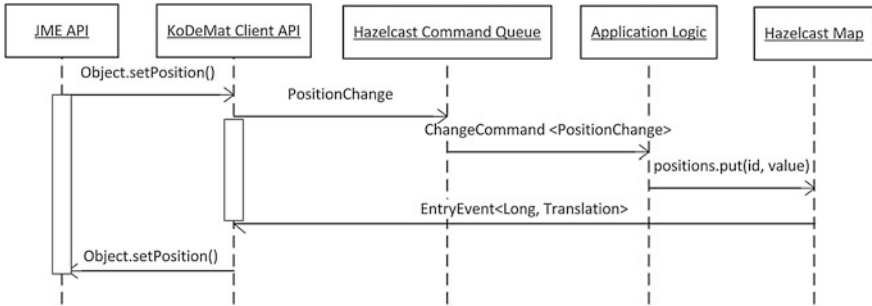 JME API
KoDeMat Client API
Hazelcast Command Queue
Application Logic
Hazelcast Map
Object.setPosition()
PositionChange
ChangeCommand <PositionChange>
positions.put(id, value)
EntryEvent<Long, Translation>
Object.setPosition()